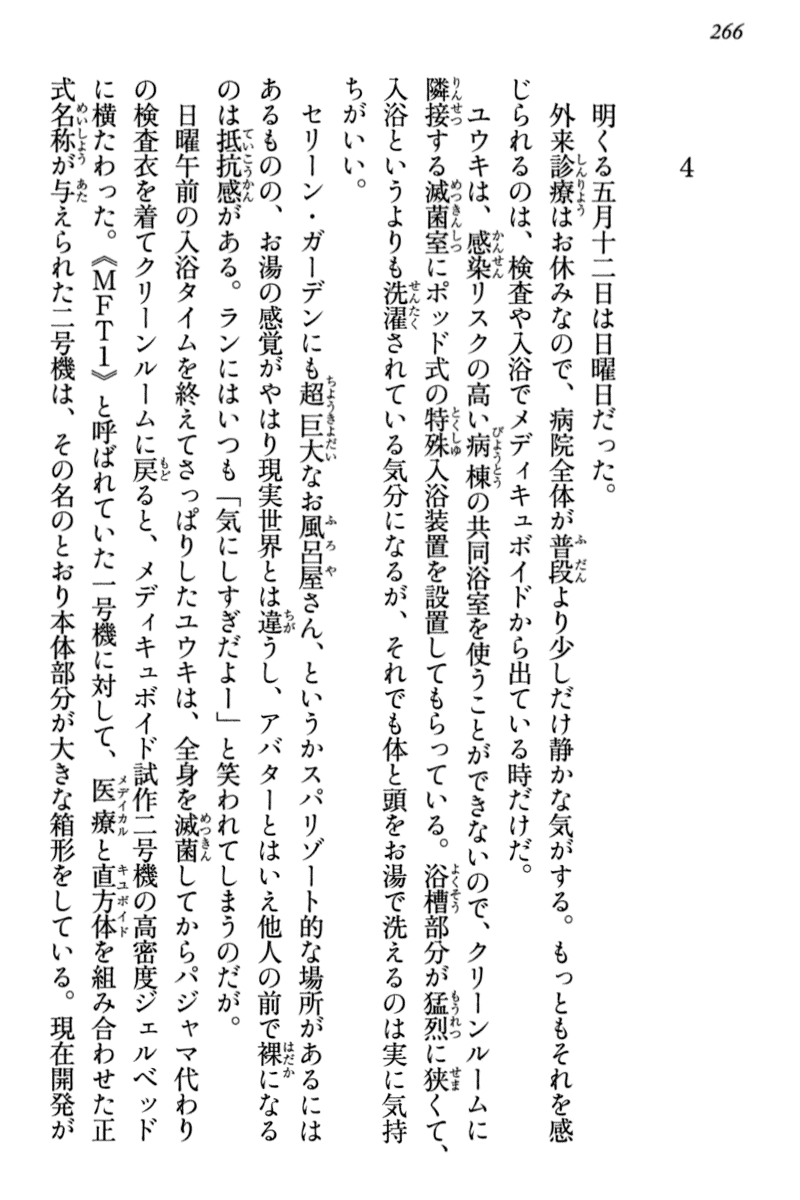 266
4
明くる五月十二日は日曜日だった。
外来診療はお休みなので、病院全体が普段より少しだけ静かな気がする。もっともそれを感
じられるのは、検査や入浴でメディキュボイドから出ている時だけだ。
ユウキは、感染リスクの高い病棟の共同浴室を使うことができないので、クリーンルームに
隣接する滅菌室にポッド式の特殊入浴装置を設置してもらっている。浴槽部分が猛烈に狭くて、
入浴というよりも洗濯されている気分になるが、それでも体と頭をお湯で洗えるのは実に気持
ちがいい。
セリーン・ガーデンにも超巨大なお風呂屋さん、というかスパリゾート的な場所があるには
あるものの、お湯の感覚がやはり現実世界とは違うし、アバターとはいえ他人の前で裸になる
のは抵抗感がある。ランにはいつも「気にしすぎだよー」と笑われてしまうのだが。
日曜午前の入浴タイムを終えてさっぱりしたユウキは、全身を滅菌してからパジャマ代わり
の検査衣を着てクリーンルームに戻ると、メディキュボイド試作二号機の高密度ジェルベッド
に横たわった。《MFT1》と呼ばれていた一号機に対して、医療と直方体を組み合わせた正
式名称が与えられた二号機は、その名のとおり本体部分が大きな箱形をしている。現在開発が